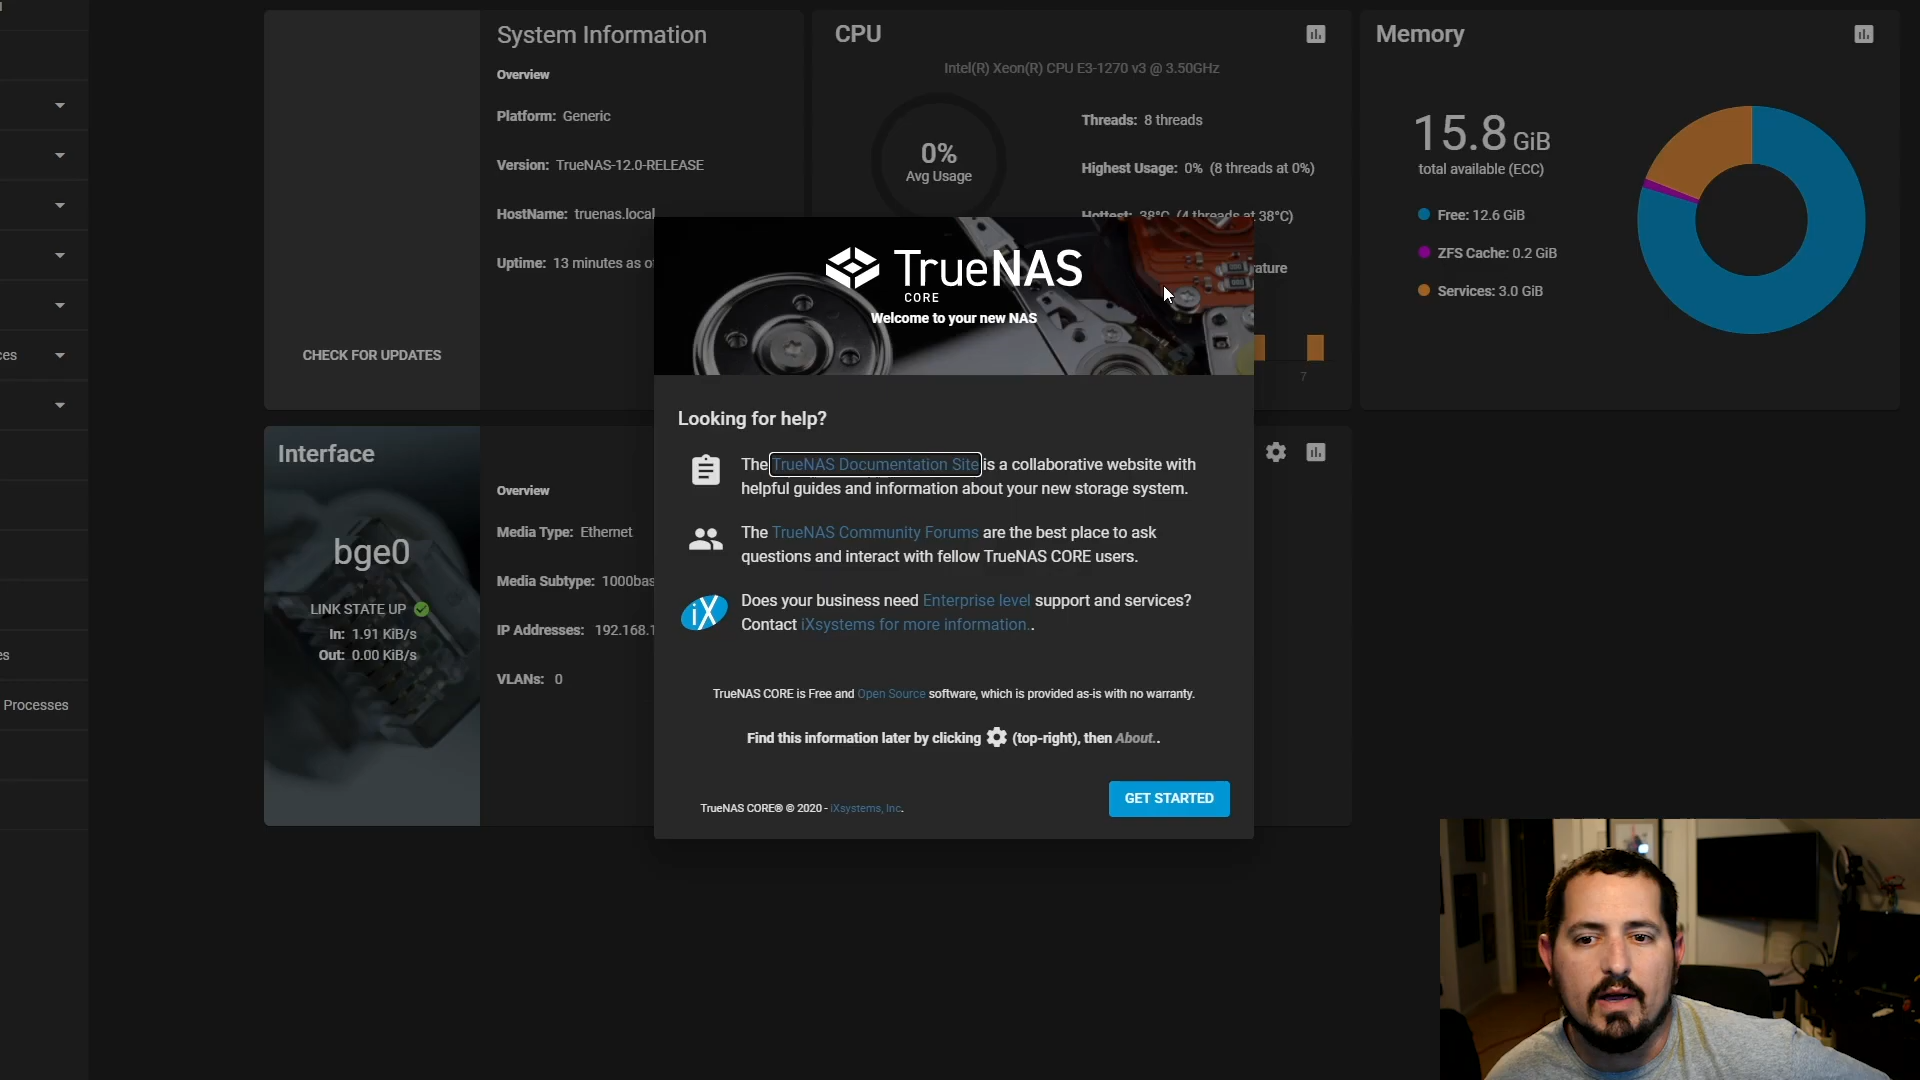 System Information
Overview
Platform: Generic
Version: TrueNAS-12.0-RELEASE
HostName: truenas.local
Uptime: 13 minutes as
CHECK FOR UPDATES
CPU
Intel(R) Xeon(R) CPU E3-1270 v3 @ 3.50GHz
0%
Avg Usage
Threads: 8 threads
Highest Usage: 0% (8 threads at 0%)
Hottest: 38°C (4 threads at 38°C)
7
Memory
15.8 GiB
total available (ECC)
Free: 12.6 GiB
ZFS Cache: 0.2 GiB
Services: 3.0 GiB
Processes
Interface
bge0
LINK STATE UP
In: 1.91 KiB/s
Out: 0.00 KiB/s
Overview
Media Type: Ethernet
Media Subtype: 1000bas
IP Addresses: 192.168.1
VLANs: 0
TrueNAS
CORE
Welcome to your new NAS
Looking for help?
The TrueNAS Documentation Site is a collaborative website with
helpful guides and information about your new storage system.
The TrueNAS Community Forums are the best place to ask
questions and interact with fellow TrueNAS CORE users.
iX
Does your business need Enterprise level support and services?
Contact iXsystems for more information..
TrueNAS CORE is Free and Open Source software, which is provided as-is with no warranty.
Find this information later by clicking (top-right), then About..
TrueNAS CORE® © 2020 - iXsystems, Inc.
GET STARTED